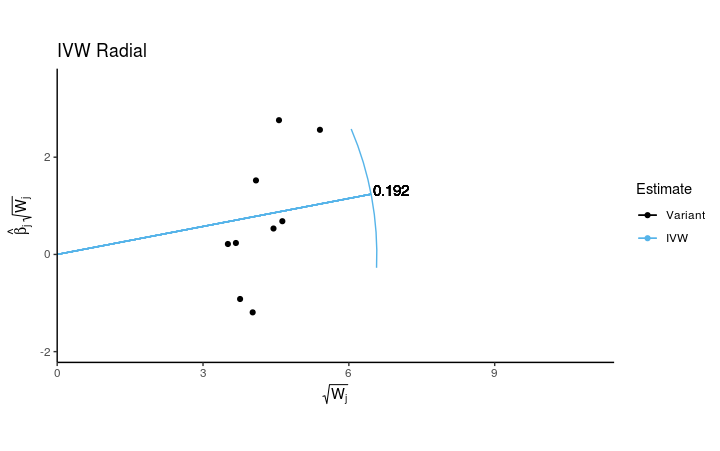 IVW Radial
2
0
-2
β̂ⱼ√Wⱼ
0.192
0
3
6
9
√Wⱼ
Estimate
Variant
IVW